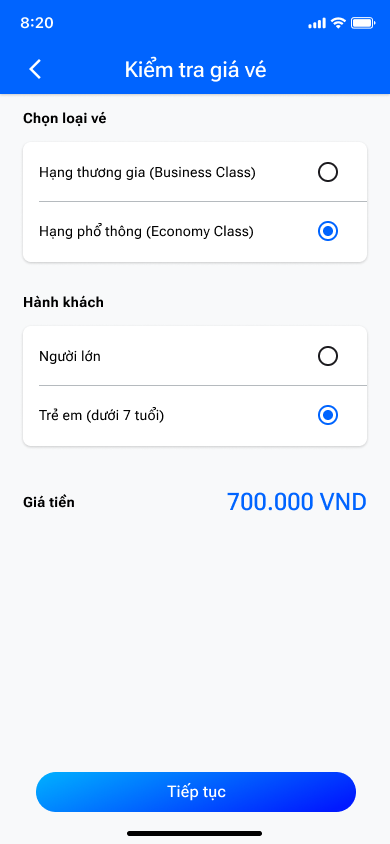 8:20
Kiểm tra giá vé
Chọn loại vé
Hạng thương gia (Business Class)
Hạng phổ thông (Economy Class)
Hành khách
Người lớn
Trẻ em (dưới 7 tuổi)
Giá tiền 700.000 VND
Tiếp tục